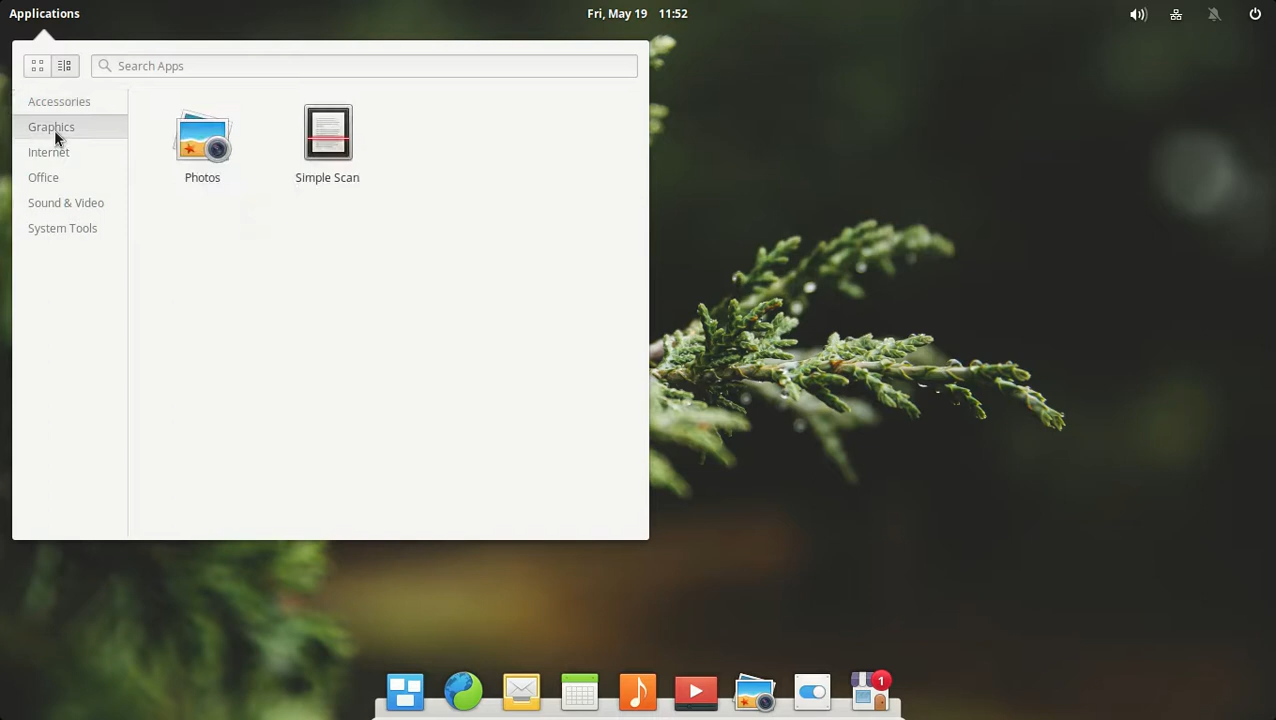 Applications
Fri, May 19 11:52
Search Apps
Accessories
Graphics
Internet
Office
Sound & Video
System Tools
Photos
Simple Scan
1